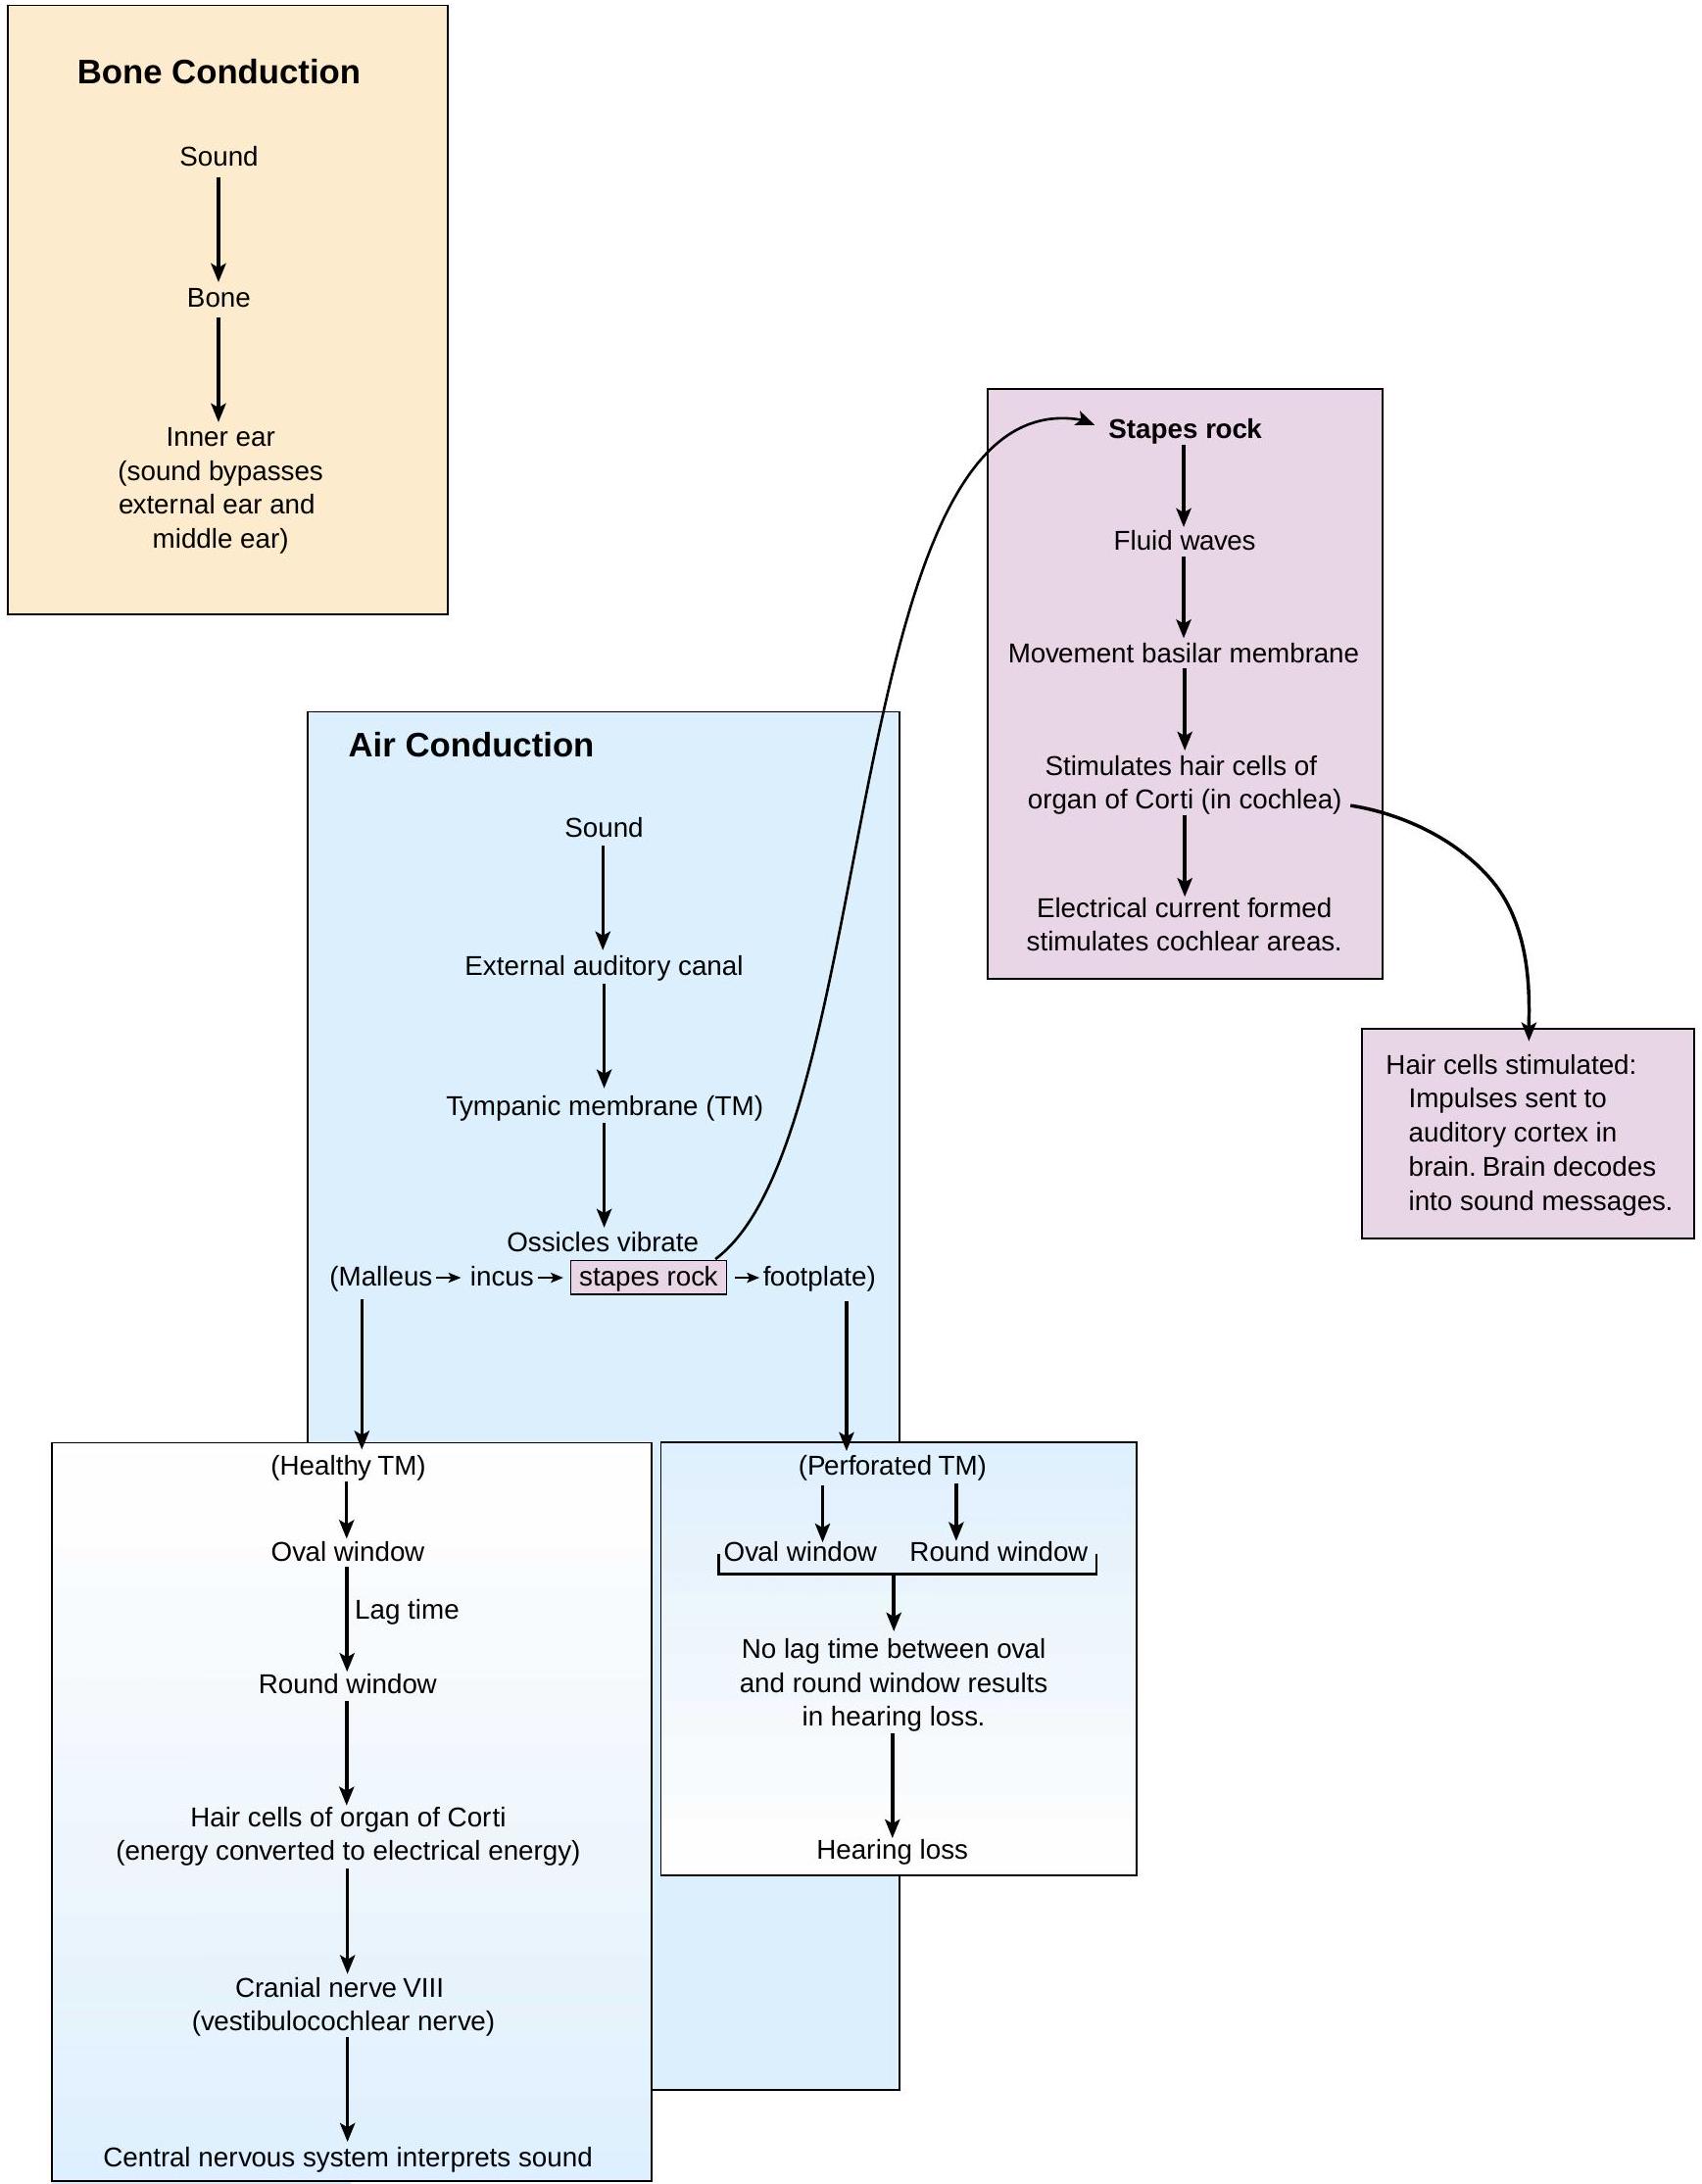 Bone Conduction
Sound
Bone
Inner ear
(sound bypasses
external ear and
middle ear)
Stapes rock
Fluid waves
Movement basilar membrane
Stimulates hair cells of
organ of Corti (in cochlea)
Electrical current formed
stimulates cochlear areas.
Hair cells stimulated:
Impulses sent to
auditory cortex in
brain. Brain decodes
into sound messages.
Air Conduction
Sound
External auditory canal
Tympanic membrane (TM)
Ossicles vibrate
(Malleus → incus → stapes rock → footplate)
(Healthy TM)
Oval window
Lag time
Round window
Hair cells of organ of Corti
(energy converted to electrical energy)
Cranial nerve VIII
(vestibulocochlear nerve)
Central nervous system interprets sound
(Perforated TM)
Oval window Round window
No lag time between oval
and round window results
in hearing loss.
Hearing loss